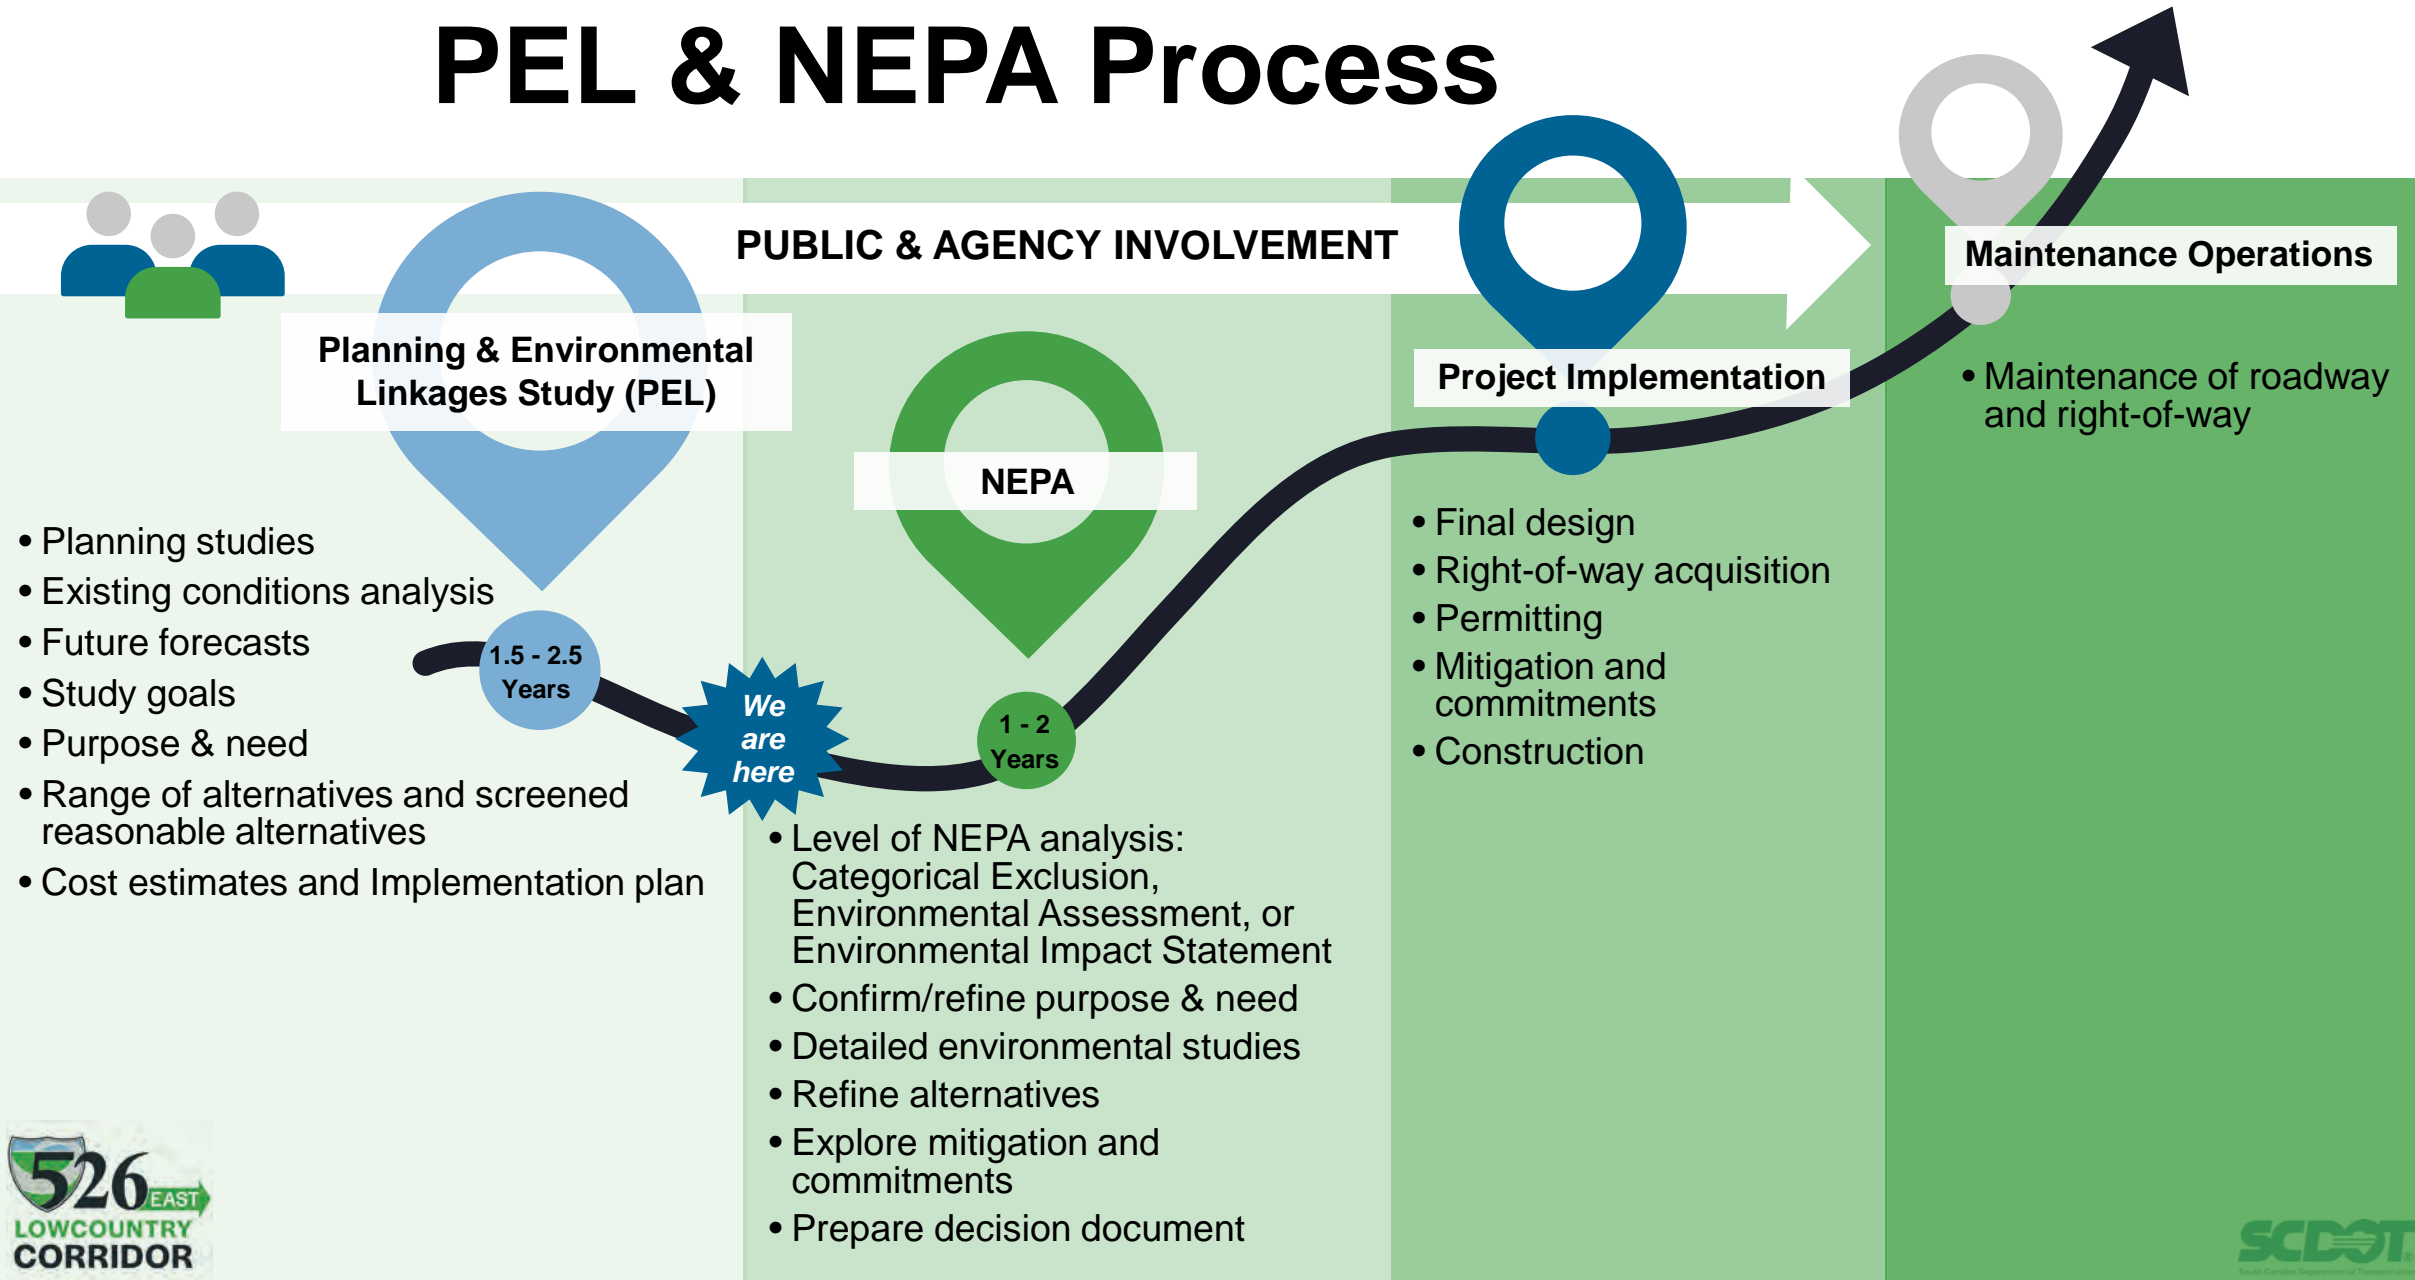 PEL & NEPA Process
PUBLIC & AGENCY INVOLVEMENT
Planning & Environmental
Linkages Study (PEL)
• Planning studies
• Existing conditions analysis
• Future forecasts
• Study goals
• Purpose & need
• Range of alternatives and screened
reasonable alternatives
• Cost estimates and Implementation plan
1.5 - 2.5
Years
We
are
here
NEPA
1 - 2
Years
• Level of NEPA analysis:
Categorical Exclusion,
Environmental Assessment, or
Environmental Impact Statement
• Confirm/refine purpose & need
• Detailed environmental studies
• Refine alternatives
• Explore mitigation and
commitments
• Prepare decision document
Project Implementation
• Final design
• Right-of-way acquisition
• Permitting
• Mitigation and
commitments
• Construction
Maintenance Operations
• Maintenance of roadway
and right-of-way
526
EAST
LOWCOUNTRY
CORRIDOR
SCDOT
South Carolina Department of Transportation